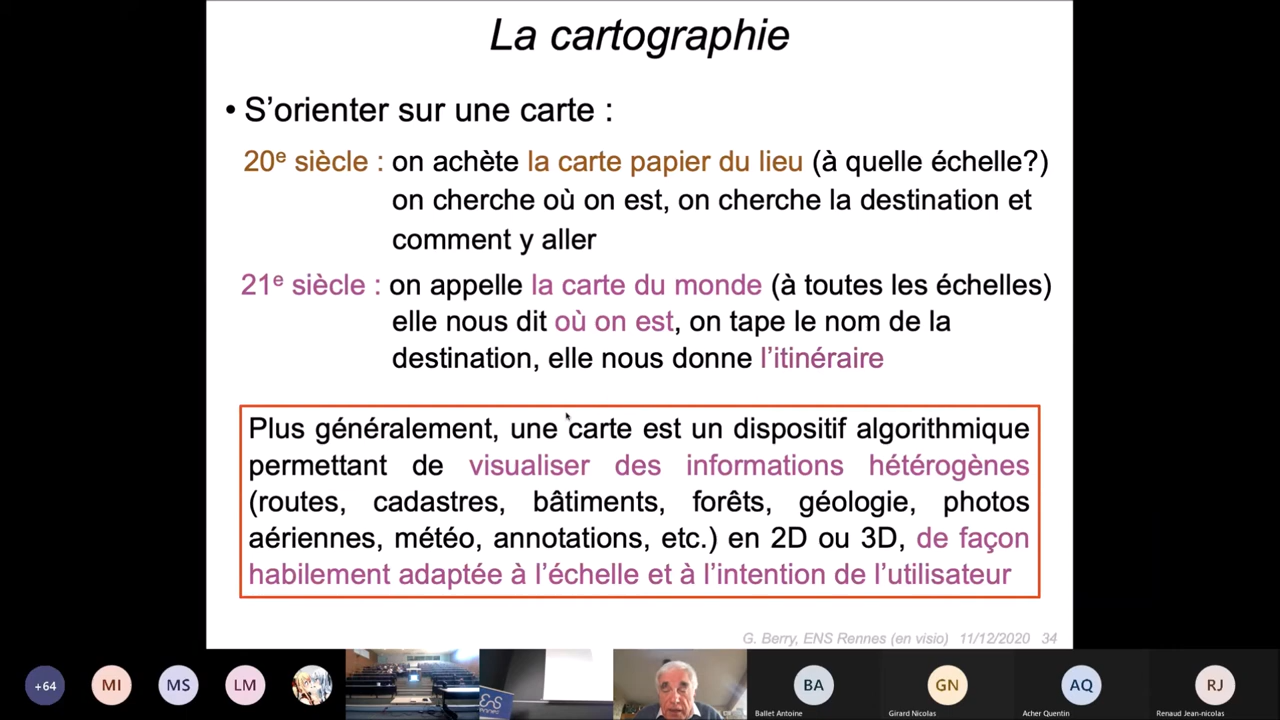 La cartographie
• S'orienter sur une carte :
20e siècle : on achète la carte papier du lieu (à quelle échelle?)
on cherche où on est, on cherche la destination et
comment y aller
21e siècle : on appelle la carte du monde (à toutes les échelles)
elle nous dit où on est, on tape le nom de la
destination, elle nous donne l'itinéraire
Plus généralement, une carte est un dispositif algorithmique
permettant de visualiser des informations hétérogènes
(routes, cadastres, bâtiments, forêts, géologie, photos
aériennes, météo, annotations, etc.) en 2D ou 3D, de façon
habilement adaptée à l'échelle et à l'intention de l'utilisateur
G. Berry, ENS Rennes (en visio) 11/12/2020 34
+64 MI MS LM BA GN AQ RJ
Ballet Antoine Girard Nicolas Acher Quentin Renaud Jean-nicolas